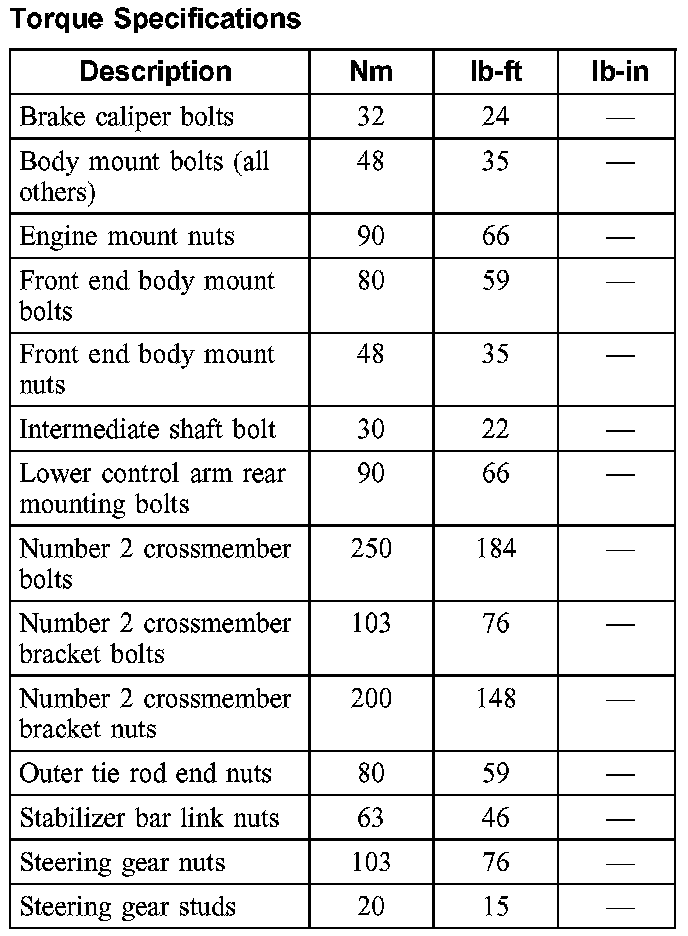 Torque Specifications
Description Nm lb-ft lb-in
Brake caliper bolts 32 24 —
Body mount bolts (all 48 35 —
others)
Engine mount nuts 90 66 —
Front end body mount 80 59 —
bolts
Front end body mount 48 35 —
nuts
Intermediate shaft bolt 30 22 —
Lower control arm rear 90 66 —
mounting bolts
Number 2 crossmember 250 184 —
bolts
Number 2 crossmember 103 76 —
bracket bolts
Number 2 crossmember 200 148 —
bracket nuts
Outer tie rod end nuts 80 59 —
Stabilizer bar link nuts 63 46 —
Steering gear nuts 103 76 —
Steering gear studs 20 15 —